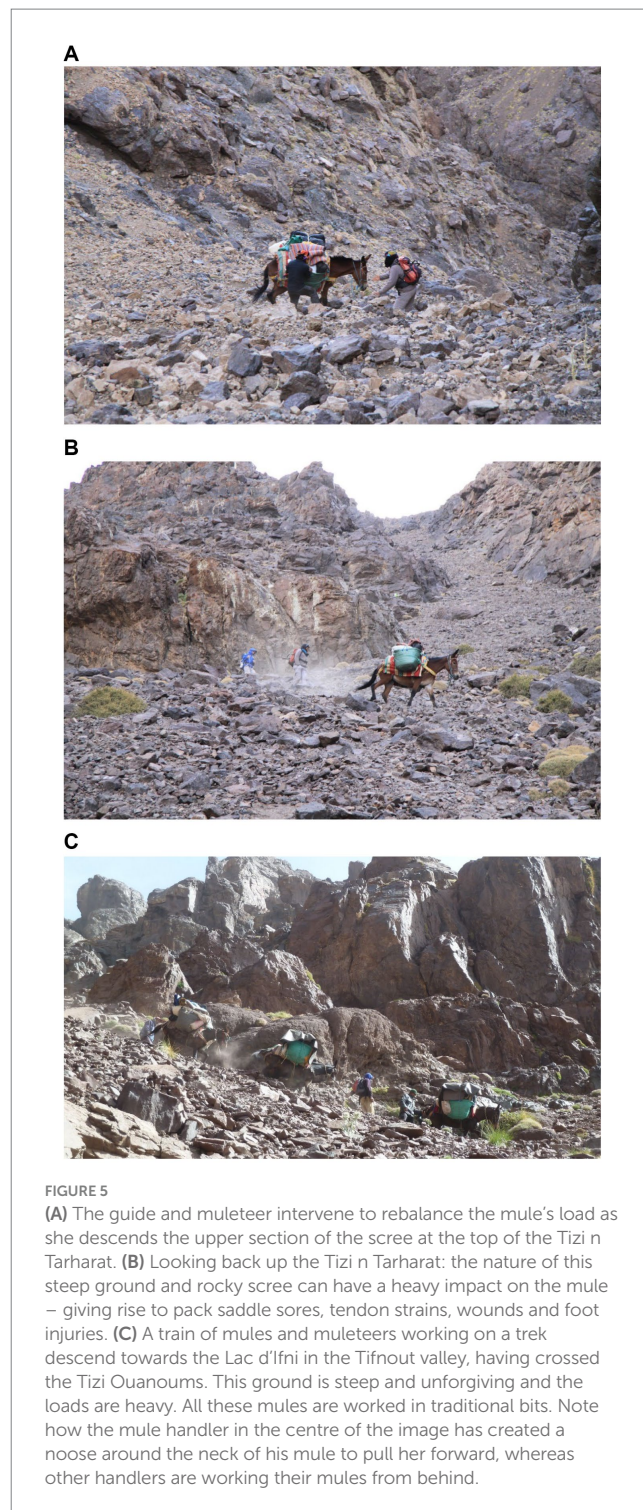 A
B
C
FIGURE 5
(A) The guide and muleteer intervene to rebalance the mule's load as
she descends the upper section of the scree at the top of the Tizi n
Tarharat. (B) Looking back up the Tizi n Tarharat: the nature of this
steep ground and rocky scree can have a heavy impact on the mule
– giving rise to pack saddle sores, tendon strains, wounds and foot
injuries. (C) A train of mules and muleteers working on a trek
descend towards the Lac d'Ifni in the Tifnout valley, having crossed
the Tizi Ouanoums. This ground is steep and unforgiving and the
loads are heavy. All these mules are worked in traditional bits. Note
how the mule handler in the centre of the image has created a
noose around the neck of his mule to pull her forward, whereas
other handlers are working their mules from behind.